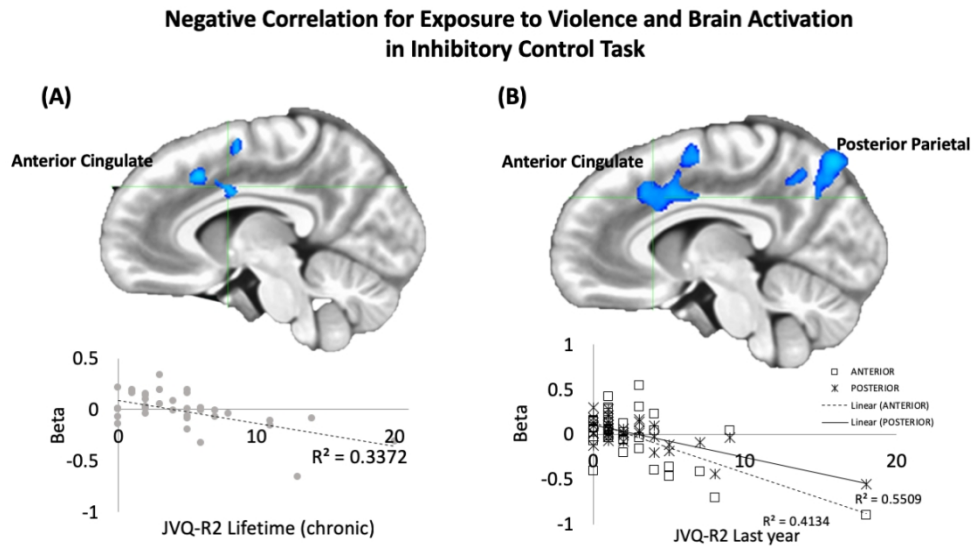 Negative Correlation for Exposure to Violence and Brain Activation
in Inhibitory Control Task
(A)
Anterior Cingulate
0.5
0
-0.5
-1
Beta
0
10
20
R² = 0.3372
JVQ-R2 Lifetime (chronic)
(B)
Anterior Cingulate
Posterior Parietal
1
0.5
0
-0.5
-1
Beta
ANTERIOR
POSTERIOR
Linear (ANTERIOR)
Linear (POSTERIOR)
0
10
20
R² = 0.5509
R² = 0.4134
JVQ-R2 Last year